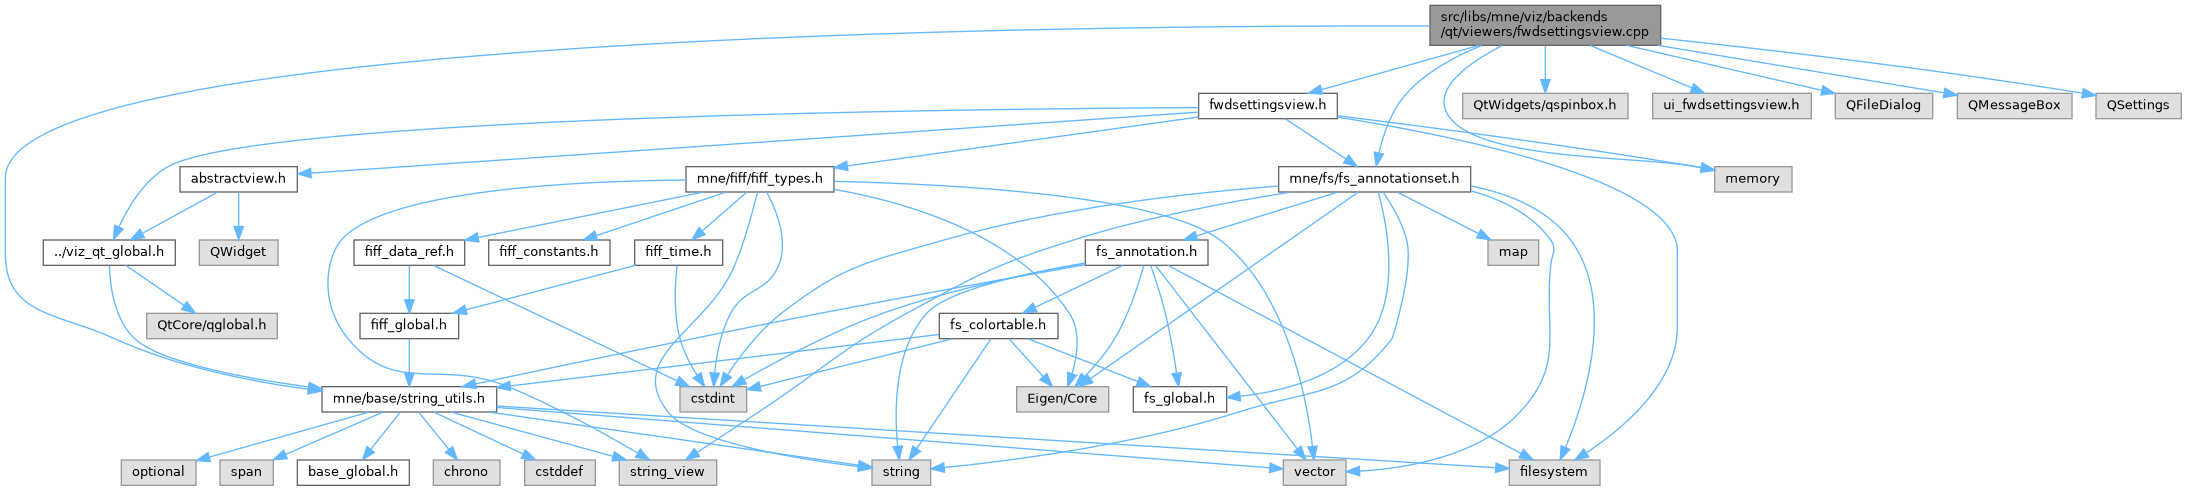 src/libs/mne/viz/backends
/qt/viewers/fwdsettingsview.cpp
fwdsettingsview.h
QtWidgets/qspinbox.h
ui_fwdsettingsview.h
QFileDialog
QMessageBox
QSettings
abstractview.h
mne/fiff/fiff_types.h
mne/fs/fs_annotationset.h
memory
../viz_qt_global.h
QWidget
fiff_data_ref.h
fiff_constants.h
fiff_time.h
fs_annotation.h
map
QtCore/qglobal.h
fiff_global.h
fs_colortable.h
mne/base/string_utils.h
cstdint
Eigen/Core
fs_global.h
optional
span
base_global.h
chrono
cstddef
string_view
string
vector
filesystem